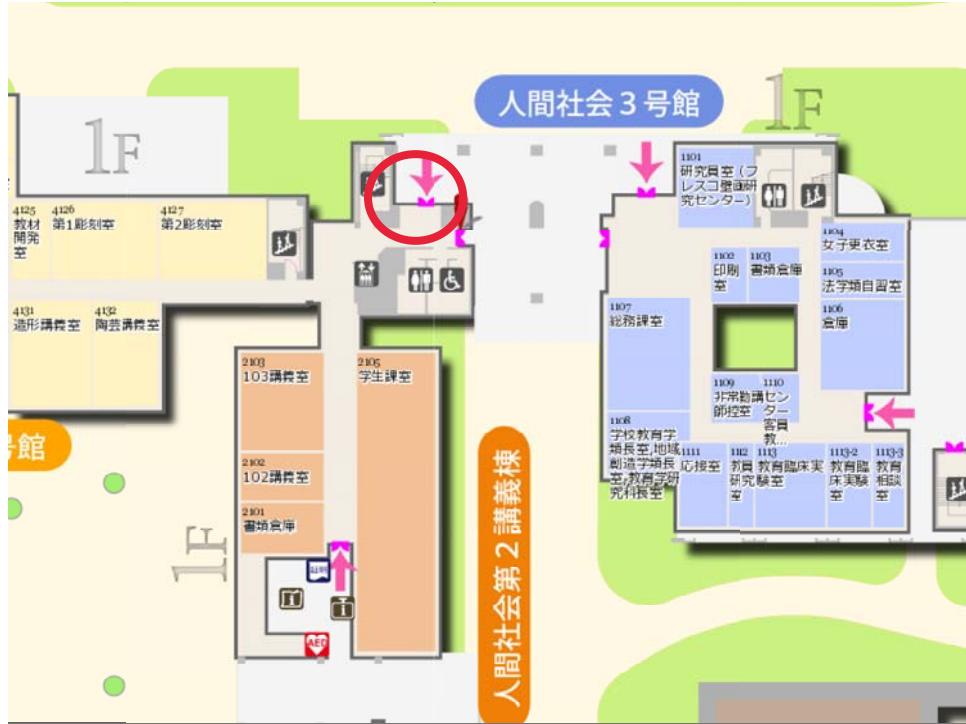 人間社会3号館
1F
1F
4125
教材
開発
室
4126
第1彫刻室
4127
第2彫刻室
4131
造形講義室
4132
陶芸講義室
号館
2103
103講義室
2105
学生課室
2102
102講義室
2101
書類倉庫
1F
AED
人間社会第2講義棟
1101
研究員室(フ
レスコ壁画研
究センター)
1102
印刷
室
1103
書類倉庫
1104
女子更衣室
1105
法学類自習室
1106
倉庫
1107
総務課室
1108
学校教育学
類長室,地域
創造学類長
室,教育学研
究科長室
1109
非常勤講
師控室
1110
セン
ター
客員
教...
1111
応接室
1112
教員
研究
室
1113
教育臨床実
験室
1113-2
教育臨
床実験
室
1113-3
教育
相談
室